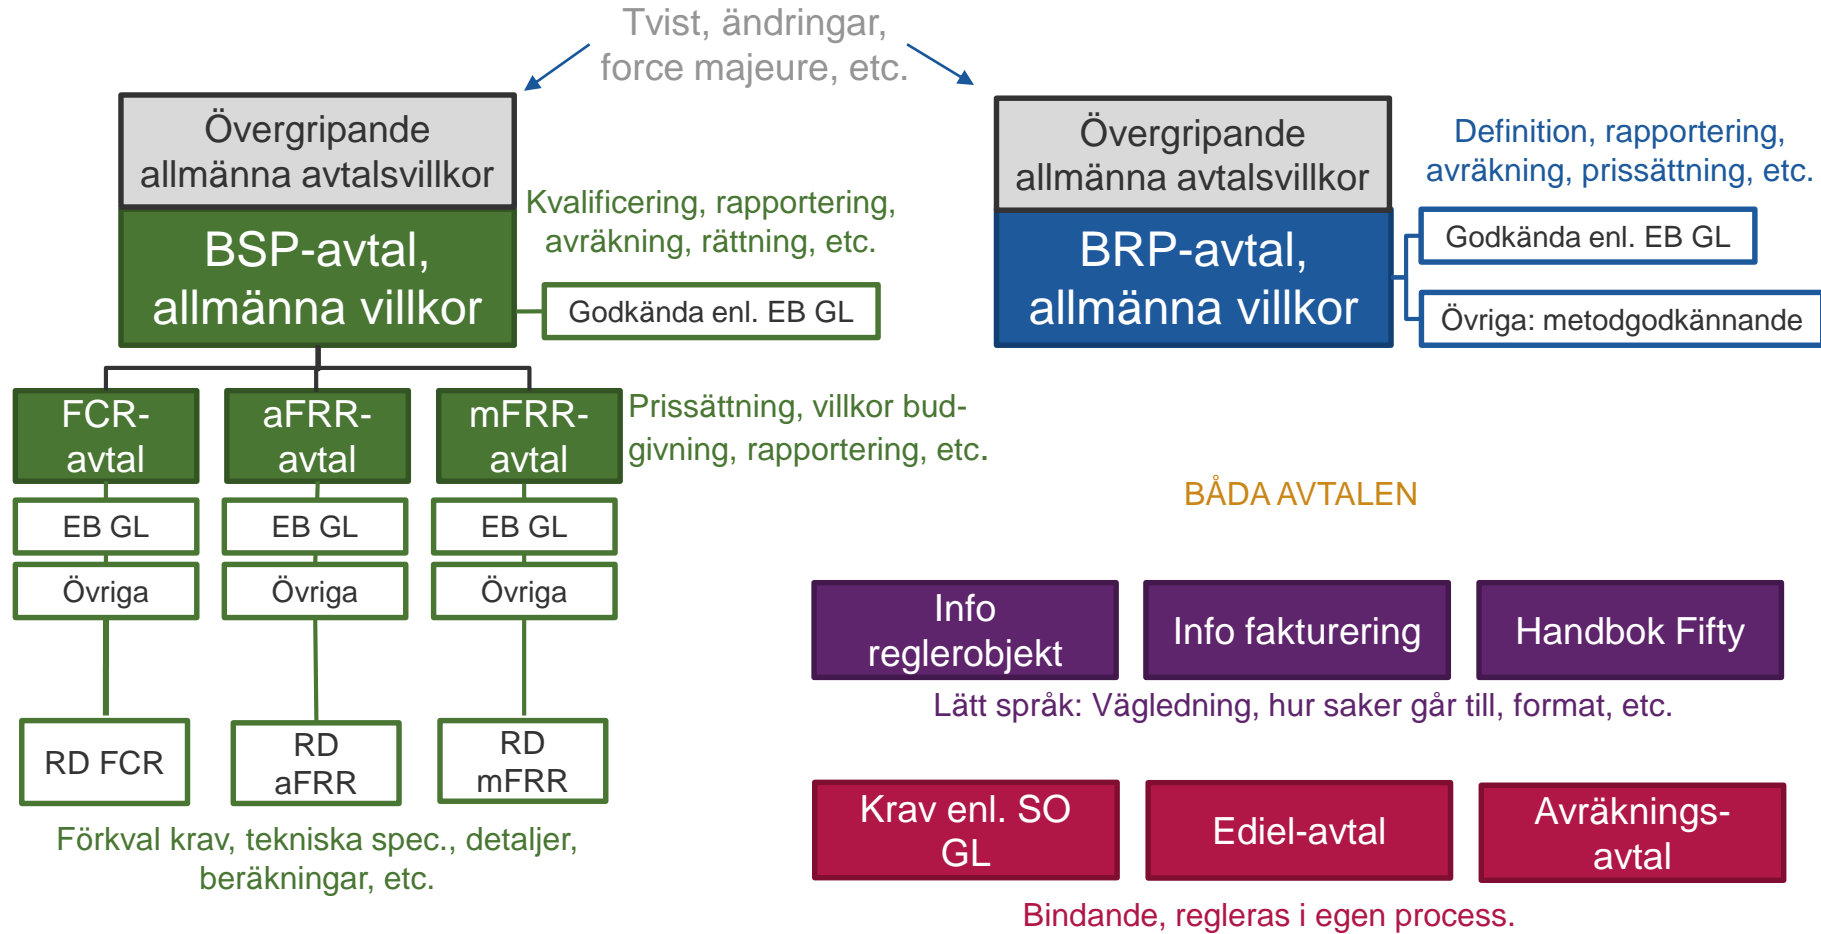 Tvist, ändringar,
force majeure, etc.
Övergripande
allmänna avtalsvillkor
BSP-avtal,
allmänna villkor
Kvalificering, rapportering,
avräkning, rättning, etc.
Godkända enl. EB GL
Övergripande
allmänna avtalsvillkor
BRP-avtal,
allmänna villkor
Definition, rapportering,
avräkning, prissättning, etc.
Godkända enl. EB GL
Övriga: metodgodkännande
FCR-
avtal
aFRR-
avtal
mFRR-
avtal
Prissättning, villkor bud-
givning, rapportering, etc.
EB GL
EB GL
EB GL
Övriga
Övriga
Övriga
RD FCR
RD
aFRR
RD
mFRR
Förkval krav, tekniska spec., detaljer,
beräkningar, etc.
BÅDA AVTALEN
Info
reglerobjekt
Info fakturering
Handbok Fifty
Lätt språk: Vägledning, hur saker går till, format, etc.
Krav enl. SO
GL
Ediel-avtal
Avräknings-
avtal
Bindande, regleras i egen process.